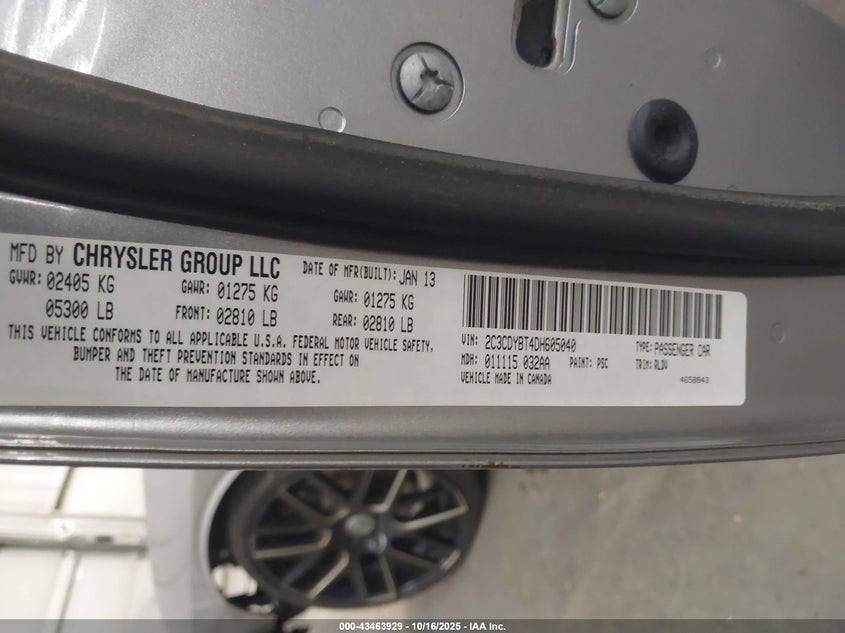 MFD BY CHRYSLER GROUP LLC DATE OF MFR(BUILT): JAN 13
GVWR: 02405 KG GAWR: 01275 KG GAWR: 01275 KG
05300 LB FRONT: 02810 LB REAR: 02810 LB
THIS VEHICLE CONFORMS TO ALL APPLICABLE U.S.A. FEDERAL MOTOR VEHICLE SAFETY,
BUMPER AND THEFT PREVENTION STANDARDS IN EFFECT ON
THE DATE OF MANUFACTURE SHOWN ABOVE.
VIN: 2C3CDYBT4DH605040 TYPE: PASSENGER CAR
MDH: 011115 032AA PAINT: PSC TRIM: RLDV
VEHICLE MADE IN CANADA 4658843
000-43463929 - 10/16/2025 - IAA Inc.